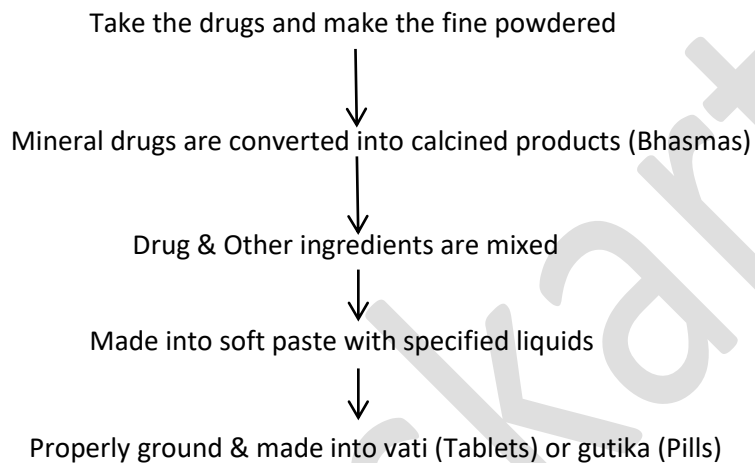 Take the drugs and make the fine powdered
Mineral drugs are converted into calcined products (Bhasmas)
Drug & Other ingredients are mixed
Made into soft paste with specified liquids
Properly ground & made into vati (Tablets) or gutika (Pills)